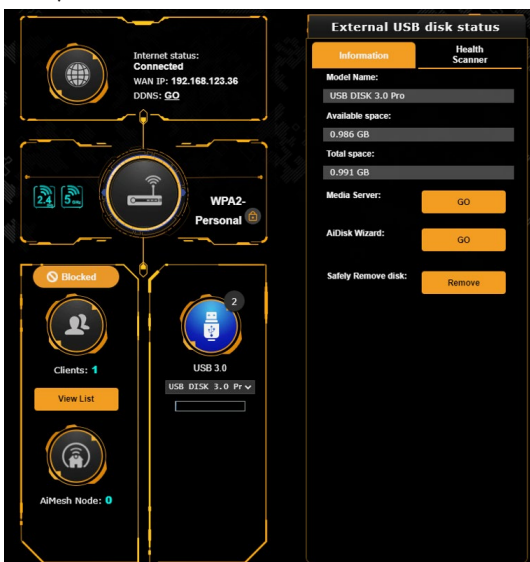 Internet status:
Connected
WAN IP: 192.168.123.36
DDNS: GO
2.4 GHz
5 GHz
WPA2-
Personal
Blocked
Clients: 1
View List
AiMesh Node: 0
2
USB 3.0
USB DISK 3.0 Pr
External USB disk status
Information
Health
Scanner
Model Name:
USB DISK 3.0 Pro
Available space:
0.986 GB
Total space:
0.991 GB
Media Server:
GO
AiDisk Wizard:
GO
Safely Remove disk:
Remove